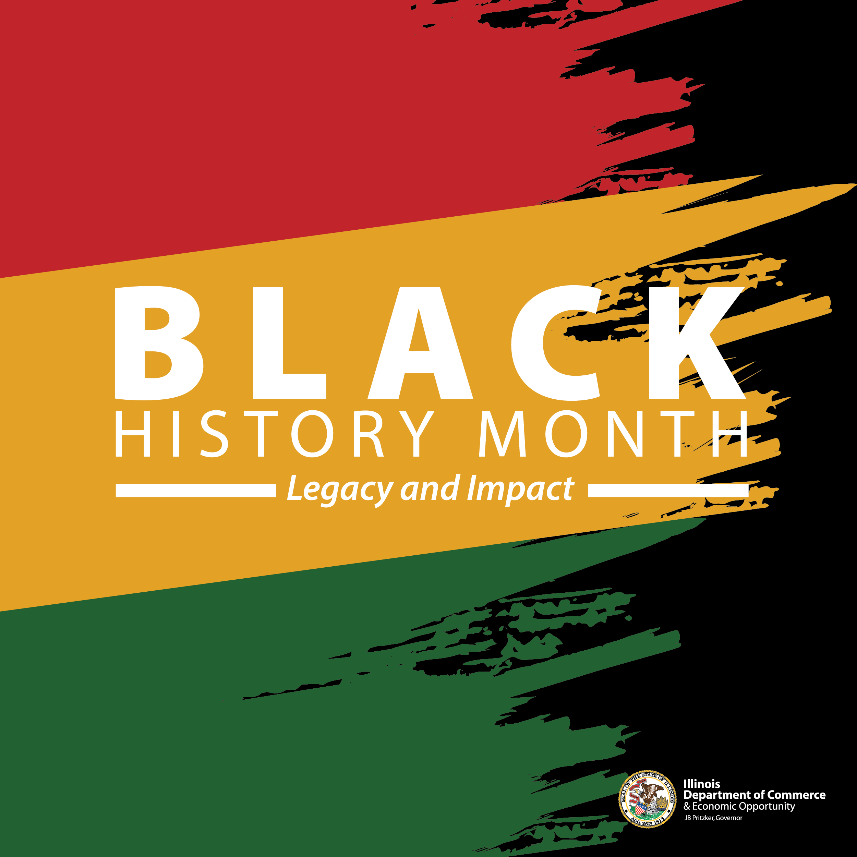 BLACK
HISTORY MONTH
Legacy and Impact
Illinois
Department of Commerce
& Economic Opportunity
JB Pritzker, Governor